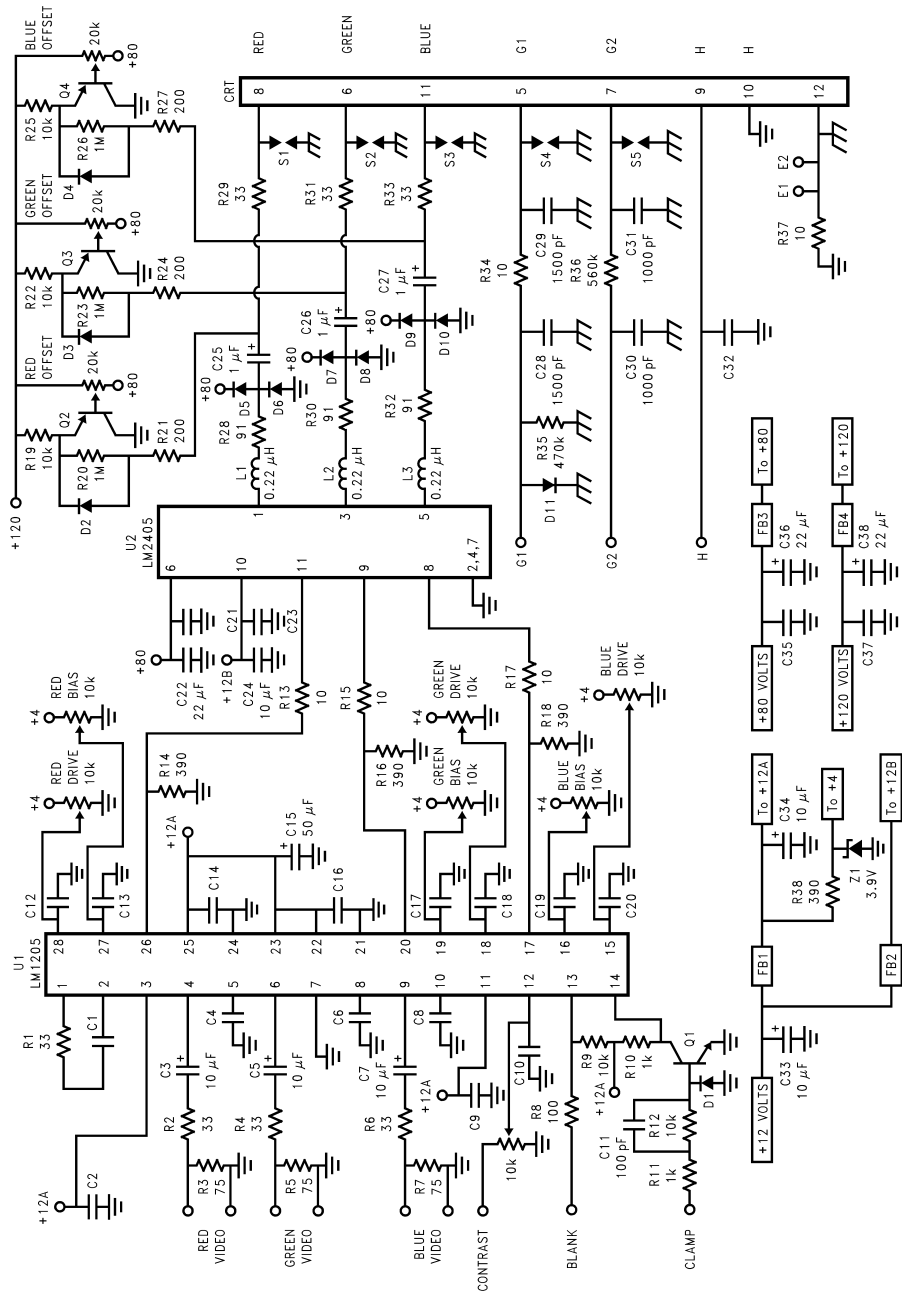 +12A
C2
R1
33
C1
RED
VIDEO
R3
75
R2
33
C3
10 µF
GREEN
VIDEO
R5
75
R4
33
C4
C5
10 µF
C6
BLUE
VIDEO
R7
75
R6
33
C7
10 µF
C8
+12A
C9
CONTRAST
10k
C10
BLANK
R8
100
R9
10k
+12A
R10
1k
CLAMP
R11
1k
C11
100 pF
R12
10k
D1
Q1
U1
LM1205
1
2
3
4
5
6
7
8
9
10
11
12
13
14
28
27
26
25
24
23
22
21
20
19
18
17
16
15
C12
C13
+4
RED
DRIVE
10k
+4
RED
BIAS
10k
R14
390
+12A
C14
C15
50 µF
C16
C17
C18
+4
GREEN
BIAS
10k
+4
GREEN
DRIVE
10k
R16
390
R13
10
R15
10
R17
10
R18
390
C19
C20
+4
BLUE
BIAS
10k
+4
BLUE
DRIVE
10k
+80
C22
22 µF
C21
+12B
C24
10 µF
C23
U2
LM2405
6
10
11
9
8
2,4,7
1
3
5
+120
D2
R19
10k
R20
1M
R21
200
Q2
RED
OFFSET
20k
+80
D3
R22
10k
R23
1M
R24
200
Q3
GREEN
OFFSET
20k
+80
D4
R25
10k
R26
1M
R27
200
Q4
BLUE
OFFSET
20k
+80
L1
0.22 µH
R28
91
+80
D5
D6
C25
1 µF
R29
33
S1
L2
0.22 µH
R30
91
+80
D7
D8
C26
1 µF
R31
33
S2
L3
0.22 µH
R32
91
+80
D9
D10
C27
1 µF
R33
33
S3
CRT
8
6
11
5
7
9
10
12
RED
GREEN
BLUE
G1
G2
H
H
G1
D11
R35
470k
C28
1500 pF
R34
10
C29
1500 pF
S4
G2
C30
1000 pF
R36
560k
C31
1000 pF
S5
H
C32
R37
10
E1
E2
+12 VOLTS
C33
10 µF
FB1
FB2
R38
390
C34
10 µF
Z1
3.9V
To +12A
To +4
To +12B
+80 VOLTS
C35
C36
22 µF
FB3
To +80
+120 VOLTS
C37
C38
22 µF
FB4
To +120